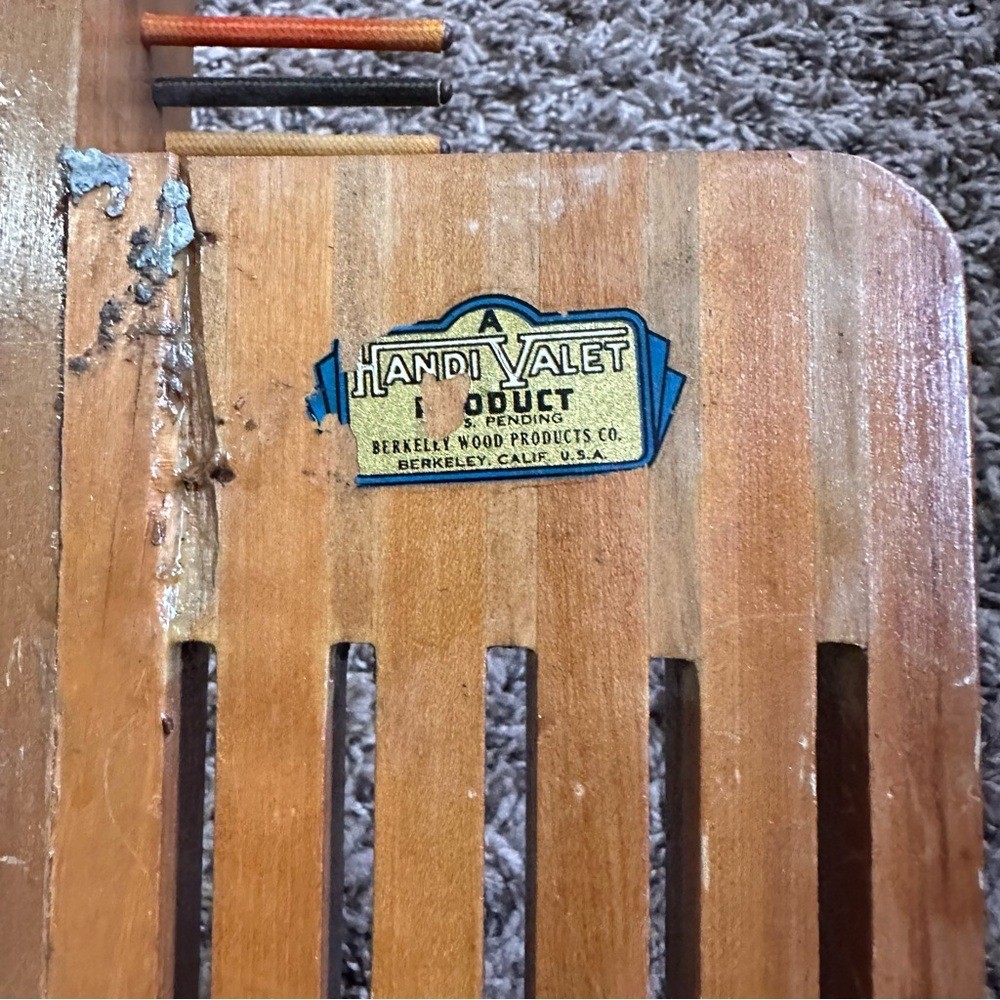 A
HANDI VALET
ODUCT
S. PENDING
BERKELEY WOOD PRODUCTS CO.
BERKELEY, CALIF. U.S.A.